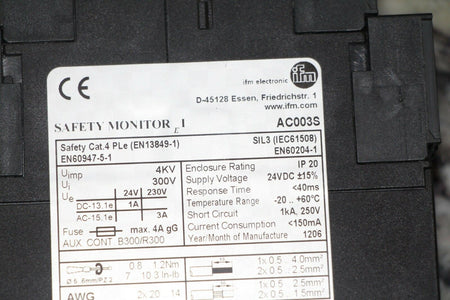 CE
ifm electronic
ifm
D-45128 Essen, Friedrichstr. 1
www.ifm.com
SAFETY MONITOR E 1
AC003S
Safety Cat.4 PLe (EN13849-1)
SIL3 (IEC61508)
EN60947-5-1
EN60204-1
Uimp 4KV
Ui 300V
Ue 24V 230V
DC-13.1e 1A
AC-15.1e 3A
Fuse max. 4A gG
AUX. CONT. B300/R300
Enclosure Rating IP 20
Supply Voltage 24VDC ±15%
Response Time <40ms
Temperature Range -20 .. +60°C
Short Circuit 1kA, 250V
Current Consumption <150mA
Year/Month of Manufacture 1206
0.8 1.2Nm
7 10.3 In-lb
1x 0.5 4.0mm²
2x 0.5 2.5mm²
AWG 2x 20 14
1x 0.5 2.5mm²
2x 0.5 1.5mm²